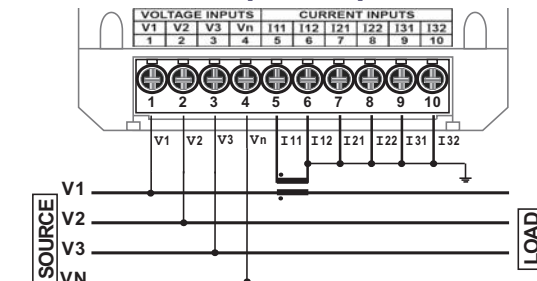 VOLTAGE INPUTS CURRENT INPUTS
V1 V2 V3 Vn I11 I12 I21 I22 I31 I32
1 2 3 4 5 6 7 8 9 10
1 2 3 4 5 6 7 8 9 10
V1 V2 V3 Vn I11 I12 I21 I22 I31 I32
SOURCE
V1
V2
V3
VN
LOAD